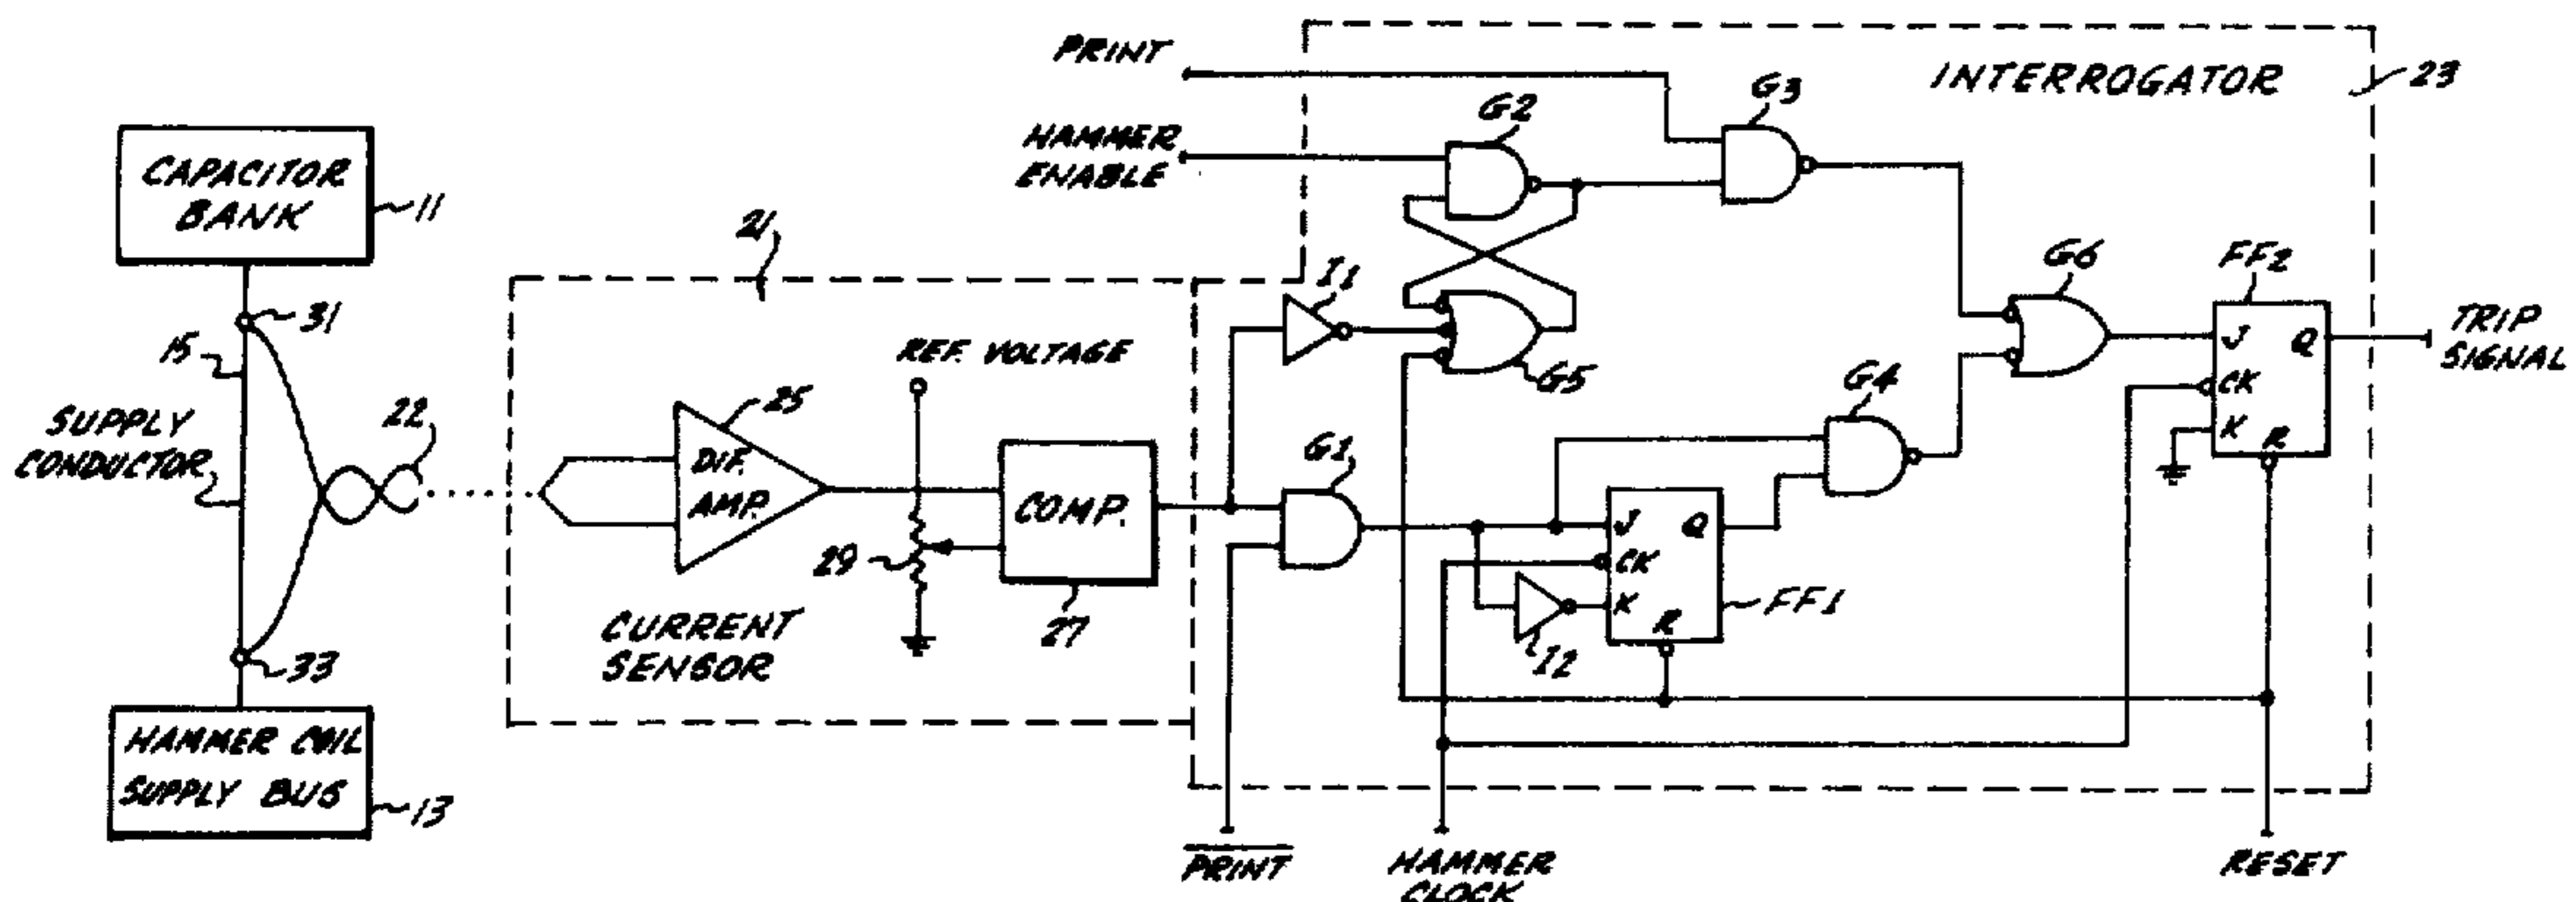 PRINT
HAMMER
ENABLE
INTERROGATOR
23
G2
G3
CAPACITOR
BANK
11
21
I1
G5
G6
FF2
J
Q
CK
K
R
TRIP
SIGNAL
31
15
SUPPLY
CONDUCTOR
22
REF. VOLTAGE
25
DIF.
AMP.
29
COMP.
27
CURRENT
SENSOR
G1
G4
J
Q
CK
K
R
FF1
I2
33
HAMMER COIL
SUPPLY BUS
13
PRINT
HAMMER
CLOCK
RESET